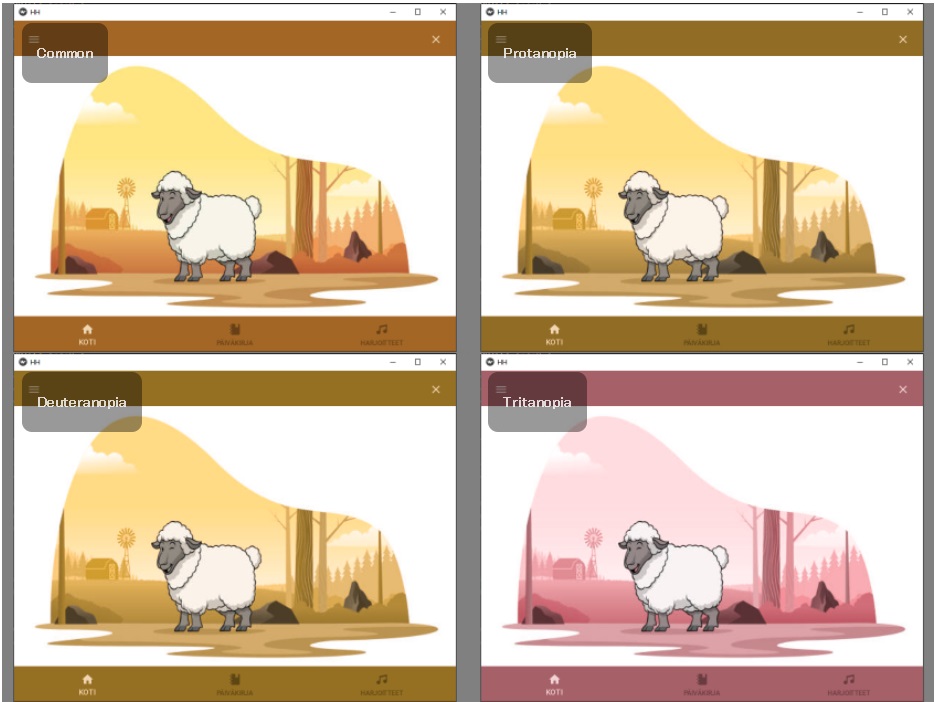 HH
Common
KOTI
PÄIVÄKIRJA
HARJOITTEET
HH
Protanopia
KOTI
PÄIVÄKIRJA
HARJOITTEET
HH
Deuteranopia
KOTI
PÄIVÄKIRJA
HARJOITTEET
HH
Tritanopia
KOTI
PÄIVÄKIRJA
HARJOITTEET